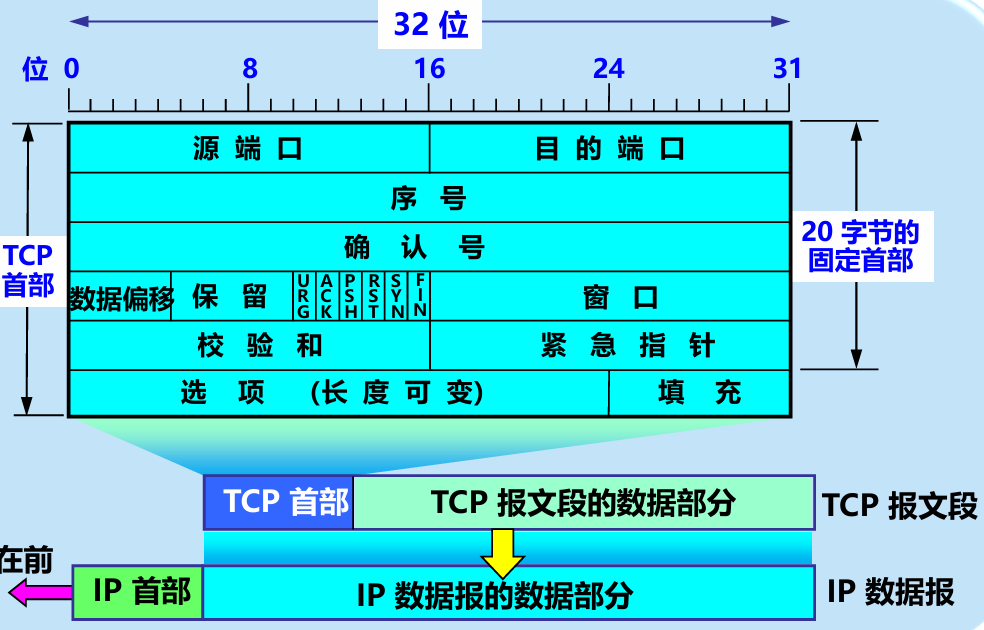 32 位
位 0 8 16 24 31
源 端 口 目 的 端 口
序 号
确 认 号
TCP
首部
20 字节的
固定首部
数据偏移 保 留 URG ACK PSH RST SYN FIN 窗 口
校 验 和 紧 急 指 针
选 项 (长 度 可 变) 填 充
TCP 首部 TCP 报文段的数据部分 TCP 报文段
在前
IP 首部 IP 数据报的数据部分 IP 数据报